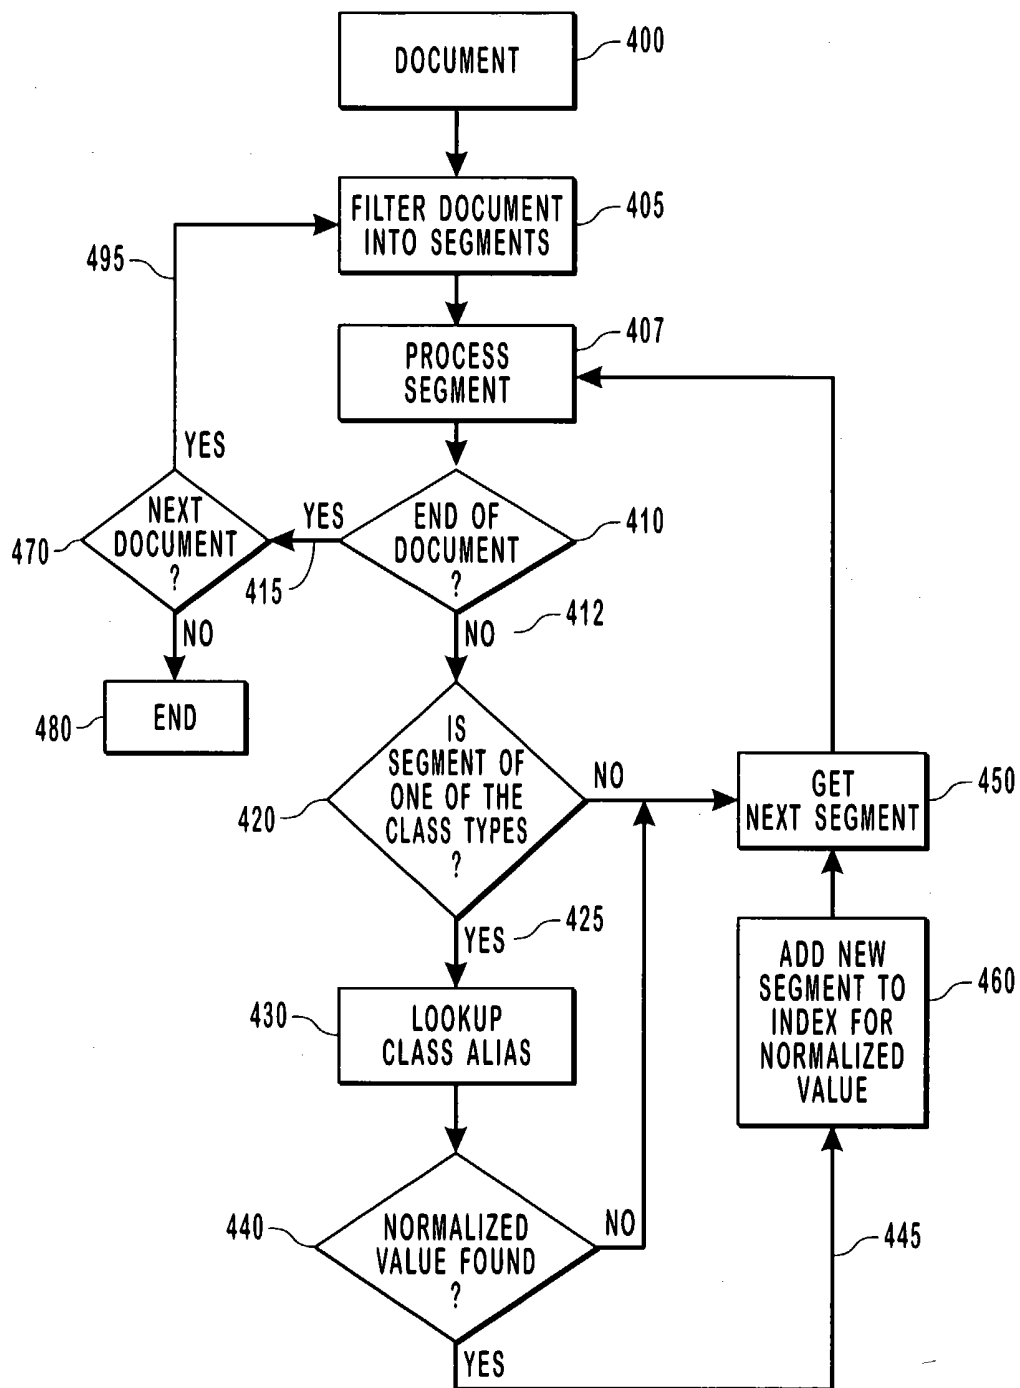 DOCUMENT
400
FILTER DOCUMENT
INTO SEGMENTS
405
495
PROCESS
SEGMENT
407
YES
NEXT
DOCUMENT
?
470
YES
415
END OF
DOCUMENT
?
410
NO
412
NO
END
480
IS
SEGMENT OF
ONE OF THE
CLASS TYPES
?
420
NO
GET
NEXT SEGMENT
450
YES
425
LOOKUP
CLASS ALIAS
430
ADD NEW
SEGMENT TO
INDEX FOR
NORMALIZED
VALUE
460
NORMALIZED
VALUE FOUND
?
440
NO
445
YES